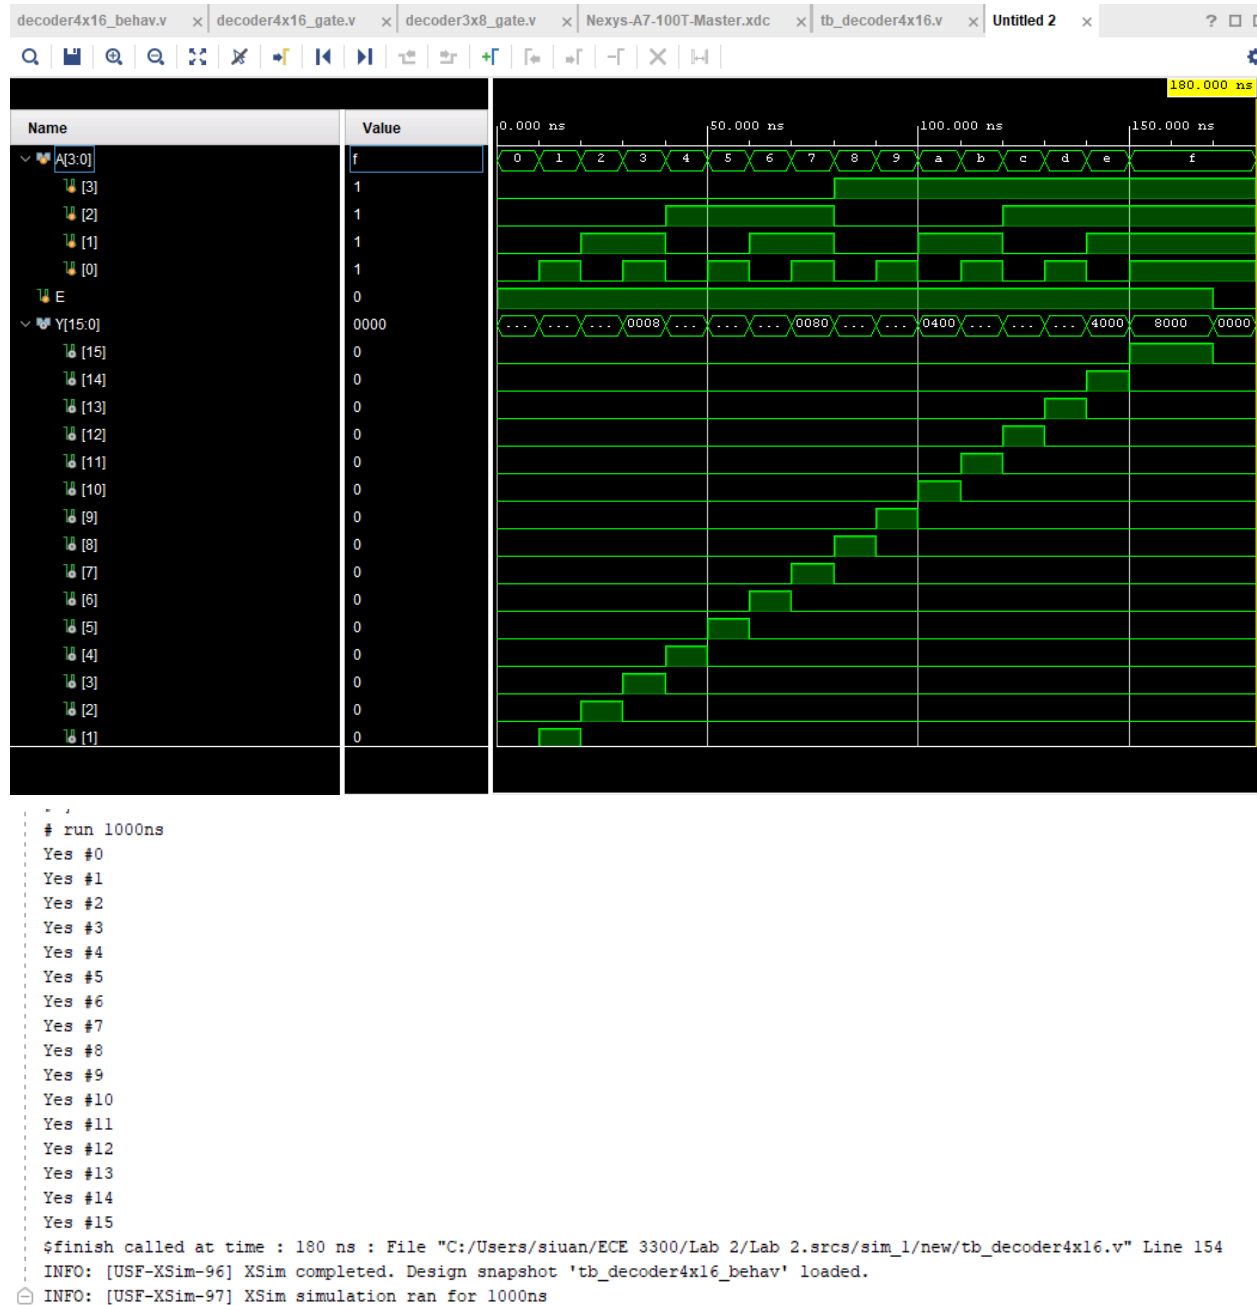 decoder4x16_behav.v × decoder4x16_gate.v × decoder3x8_gate.v × Nexys-A7-100T-Master.xdc × tb_decoder4x16.v × Untitled 2 × ?
180.000 ns
Name Value 0.000 ns 50.000 ns 100.000 ns 150.000 ns
A[3:0] f 0 1 2 3 4 5 6 7 8 9 a b c d e f
[3] 1
[2] 1
[1] 1
[0] 1
E 0
Y[15:0] 0000 ... ... ... 0008 ... ... ... 0080 ... ... 0400 ... ... ... 4000 8000 0000
[15] 0
[14] 0
[13] 0
[12] 0
[11] 0
[10] 0
[9] 0
[8] 0
[7] 0
[6] 0
[5] 0
[4] 0
[3] 0
[2] 0
[1] 0
# run 1000ns
Yes #0
Yes #1
Yes #2
Yes #3
Yes #4
Yes #5
Yes #6
Yes #7
Yes #8
Yes #9
Yes #10
Yes #11
Yes #12
Yes #13
Yes #14
Yes #15
$finish called at time : 180 ns : File "C:/Users/siuan/ECE 3300/Lab 2/Lab 2.srcs/sim_1/new/tb_decoder4x16.v" Line 154
INFO: [USF-XSim-96] XSim completed. Design snapshot 'tb_decoder4x16_behav' loaded.
INFO: [USF-XSim-97] XSim simulation ran for 1000ns